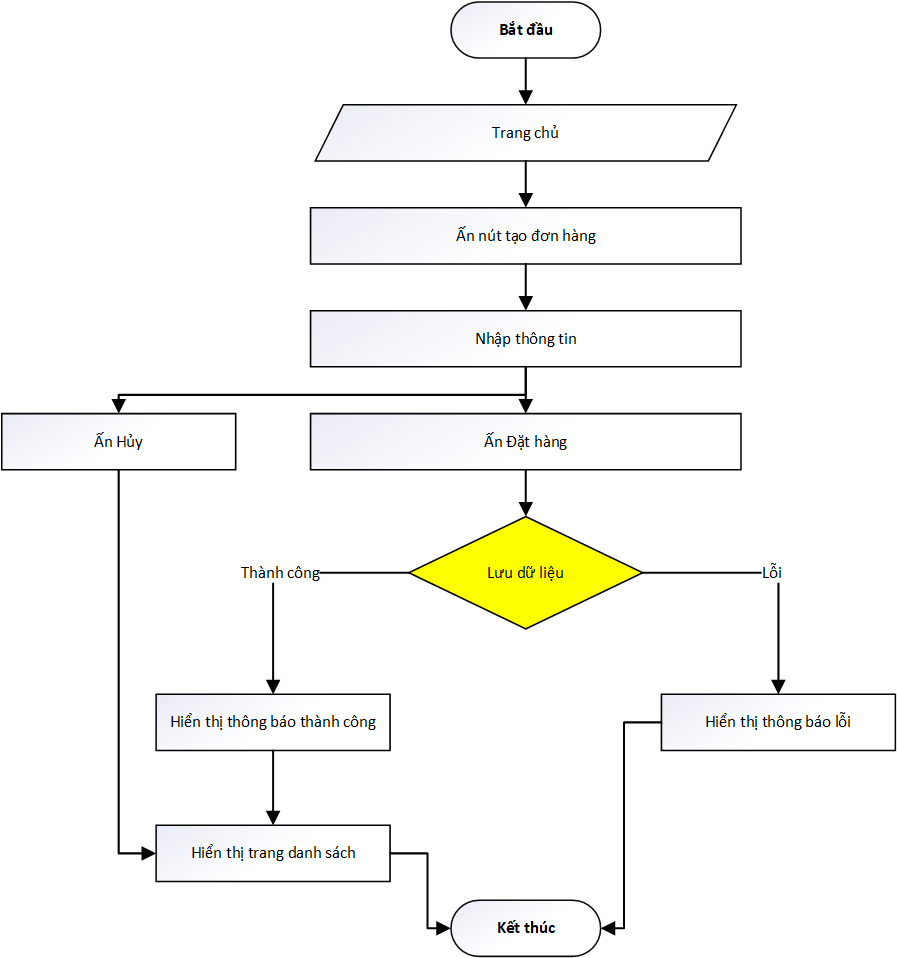 Bắt đầu
Trang chủ
Ấn nút tạo đơn hàng
Nhập thông tin
Ấn Hủy
Ấn Đặt hàng
Thành công
Lưu dữ liệu
Lỗi
Hiển thị thông báo thành công
Hiển thị thông báo lỗi
Hiển thị trang danh sách
Kết thúc